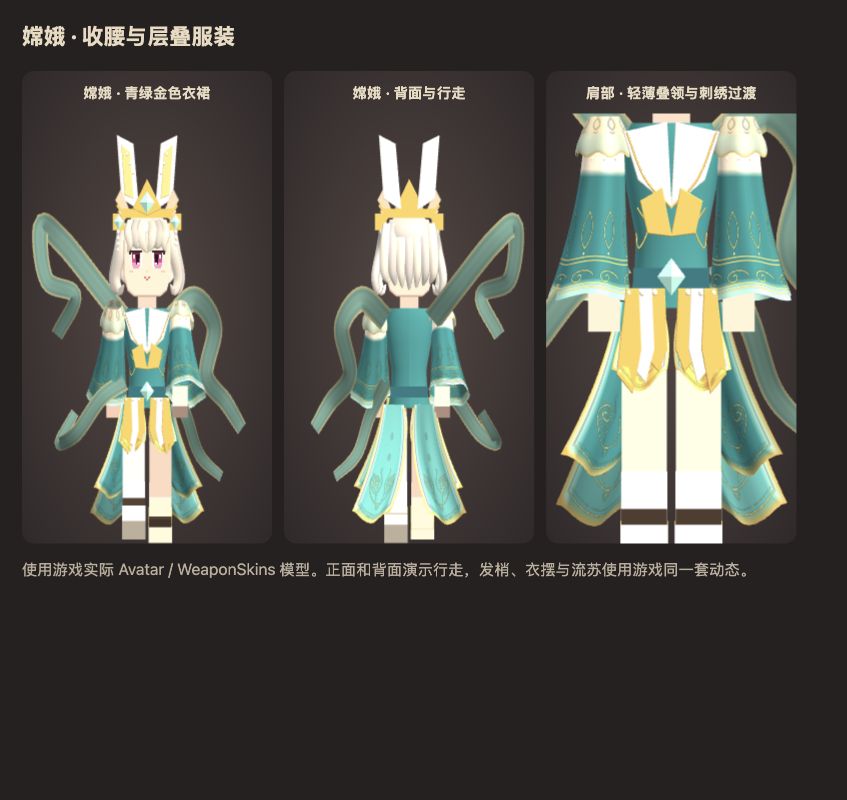 嫦娥 · 收腰与层叠服装
嫦娥 · 青绿金色衣裙
嫦娥 · 背面与行走
肩部 · 轻薄叠领与刺绣过渡
使用游戏实际 Avatar / WeaponSkins 模型。正面和背面演示行走，发梢、衣摆与流苏使用游戏同一套动态。